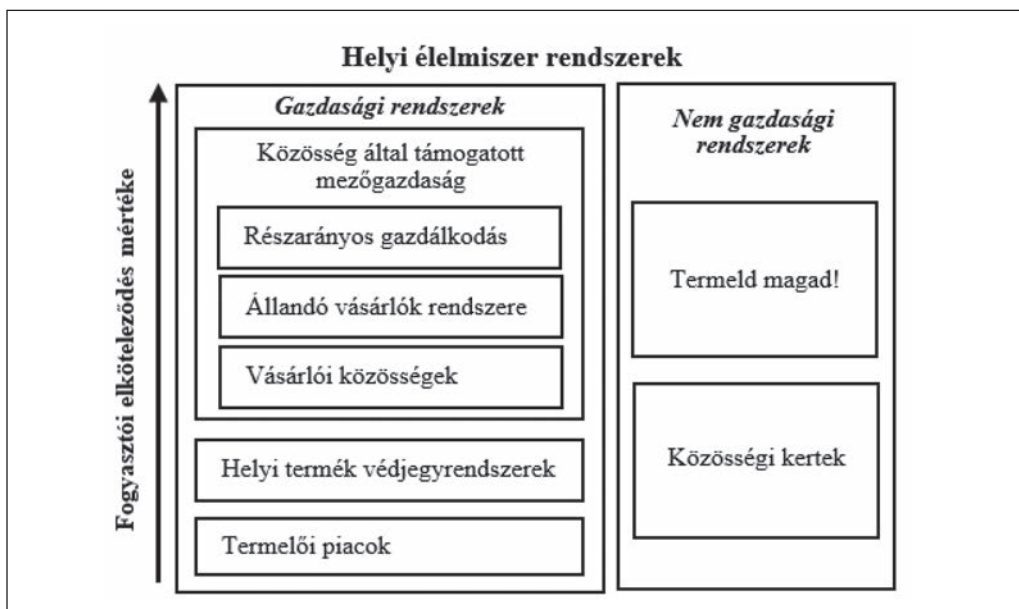 Helyi élelmiszer rendszerek
Fogyasztói elköteleződés mértéke
Gazdasági rendszerek
Közösség által támogatott
mezőgazdaság
Részarányos gazdálkodás
Állandó vásárlók rendszere
Vásárlói közösségek
Helyi termék védjegyrendszerek
Termelői piacok
Nem gazdasági
rendszerek
Termeld magad!
Közösségi kertek